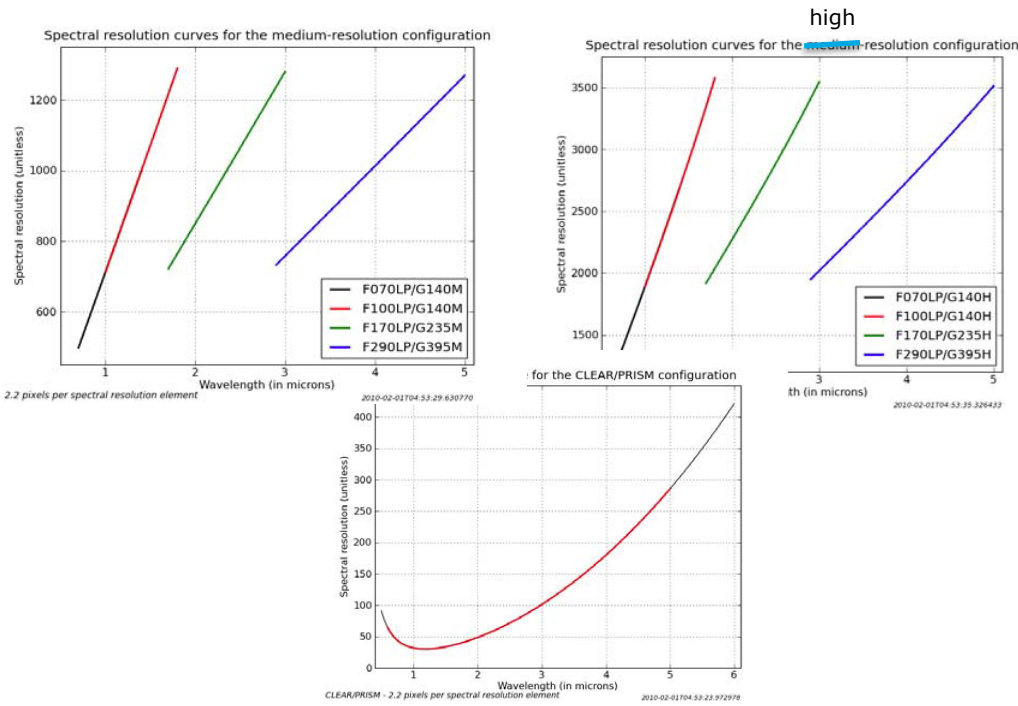 high
Spectral resolution curves for the medium-resolution configuration
Spectral resolution (unitless)
1200
1000
800
600
F070LP/G140M
F100LP/G140M
F170LP/G235M
F290LP/G395M
1 2 3 4 5
Wavelength (in microns)
2.2 pixels per spectral resolution element
2010-02-01T04:53:29.630770
Spectral resolution curves for the medium-resolution configuration
Spectral resolution (unitless)
3500
3000
2500
2000
1500
F070LP/G140H
F100LP/G140H
F170LP/G235H
F290LP/G395H
3 4 5
th (in microns)
2010-02-01T04:53:35.326433
for the CLEAR/PRISM configuration
Spectral resolution (unitless)
400
350
300
250
200
150
100
50
0
1 2 3 4 5 6
Wavelength (in microns)
CLEAR/PRISM - 2.2 pixels per spectral resolution element
2010-02-01T04:53:23.972978